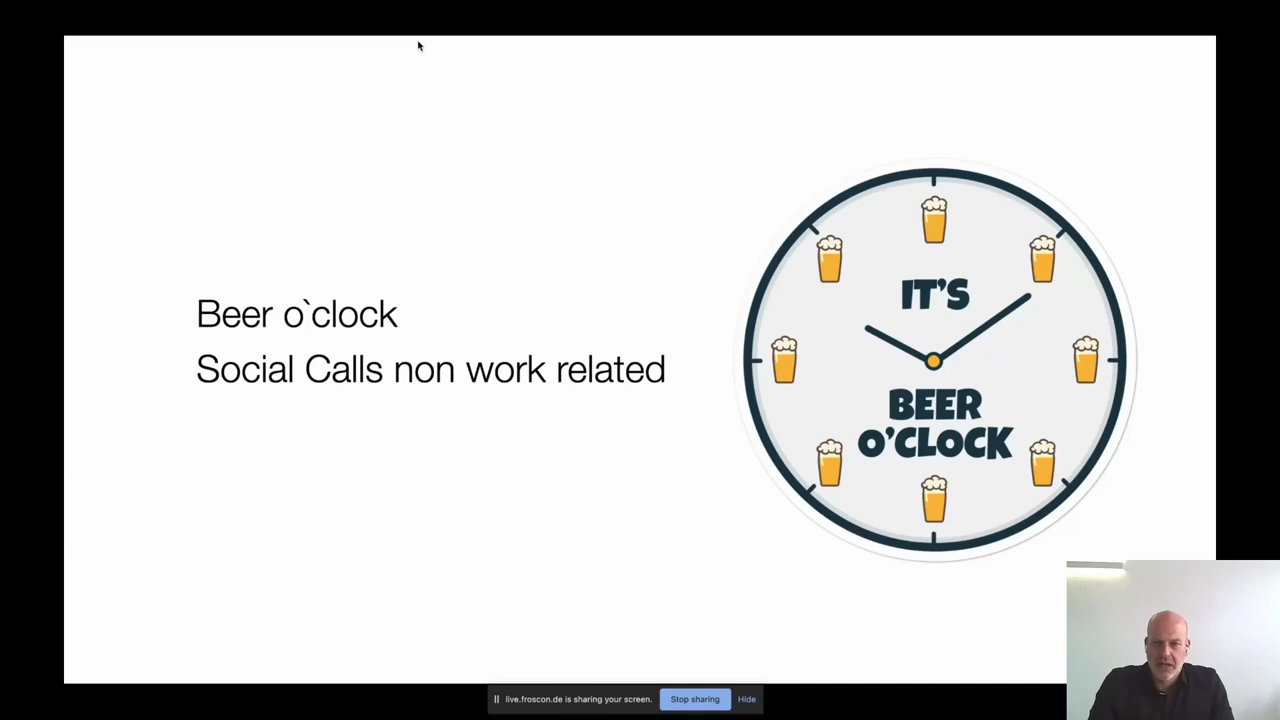 Beer o`clock
Social Calls non work related
IT'S
BEER
O'CLOCK
live.froscon.de is sharing your screen.
Stop sharing
Hide